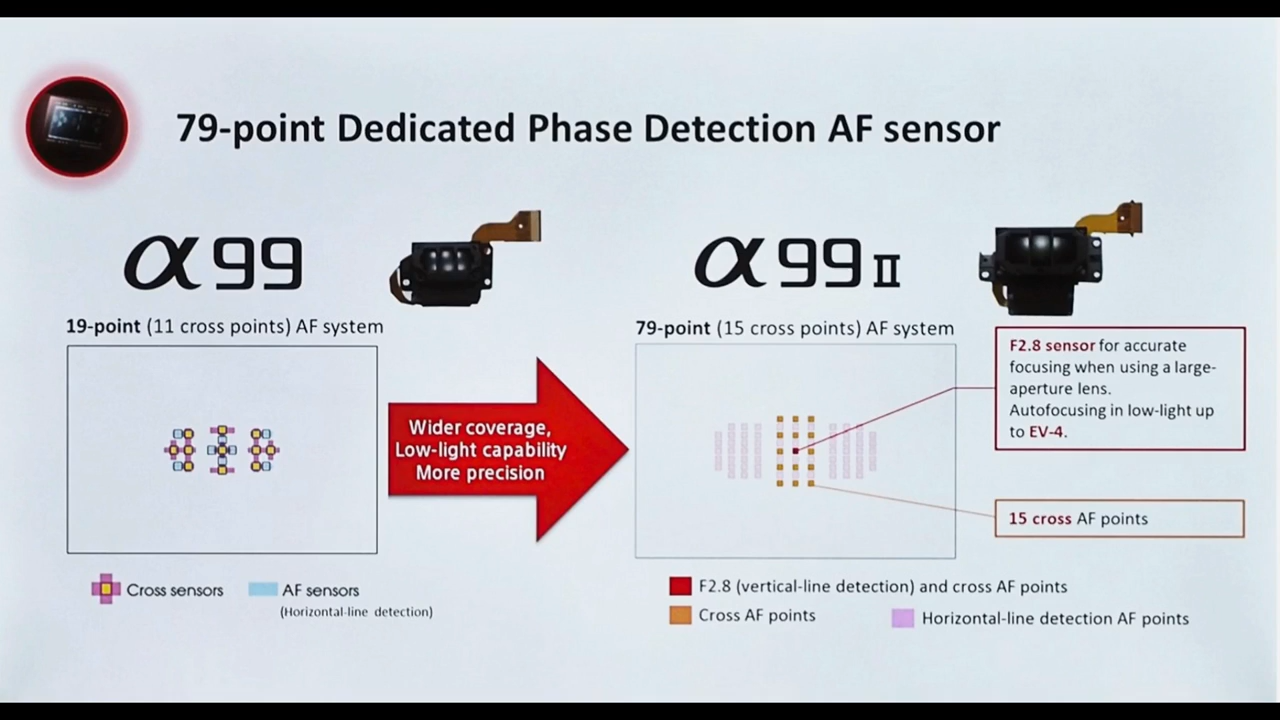 79-point Dedicated Phase Detection AF sensor
α99
19-point (11 cross points) AF system
Cross sensors
AF sensors
(Horizontal-line detection)
Wider coverage,
Low-light capability
More precision
α99 II
79-point (15 cross points) AF system
F2.8 sensor for accurate
focusing when using a large-
aperture lens.
Autofocusing in low-light up
to EV-4.
15 cross AF points
F2.8 (vertical-line detection) and cross AF points
Cross AF points
Horizontal-line detection AF points